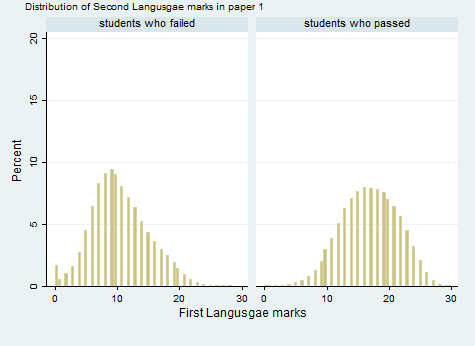 Distribution of Second Langusgae marks in paper 1
students who failed
students who passed
Percent
20
15
10
5
0
0 10 20 30
0 10 20 30
First Langusgae marks